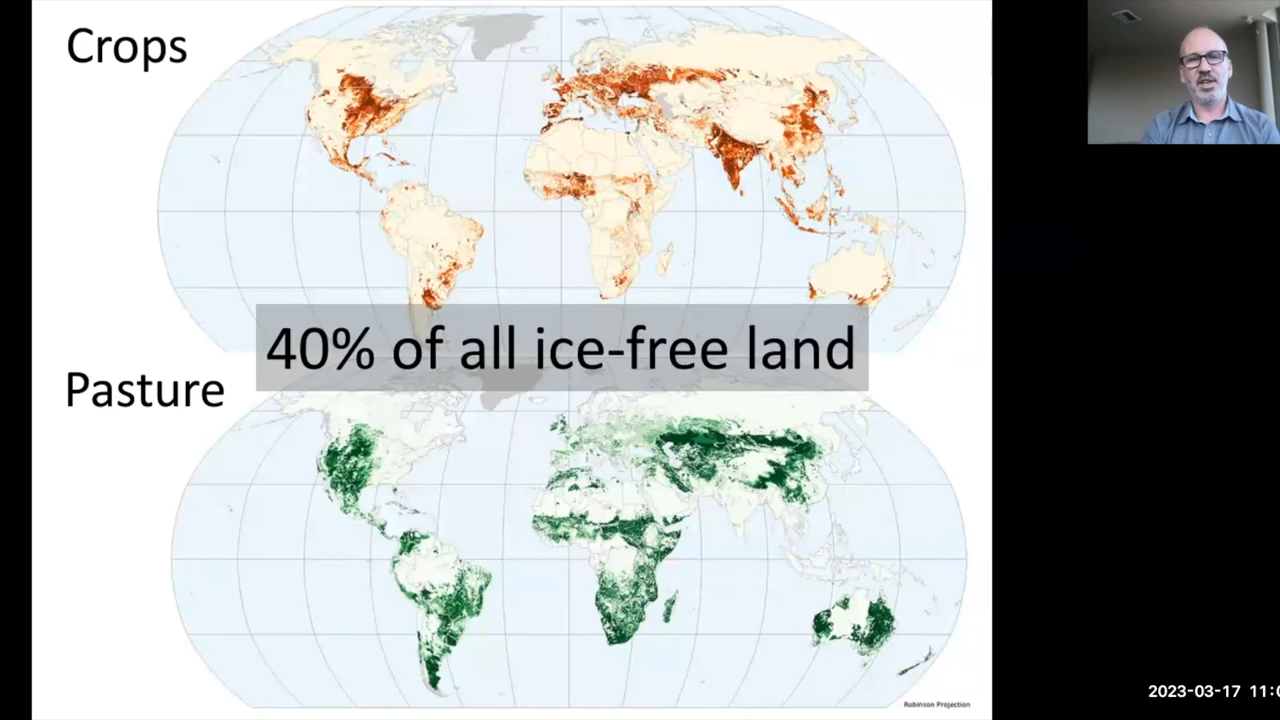 Crops
40% of all ice-free land
Pasture
Robinson Projection
2023-03-17 11:0